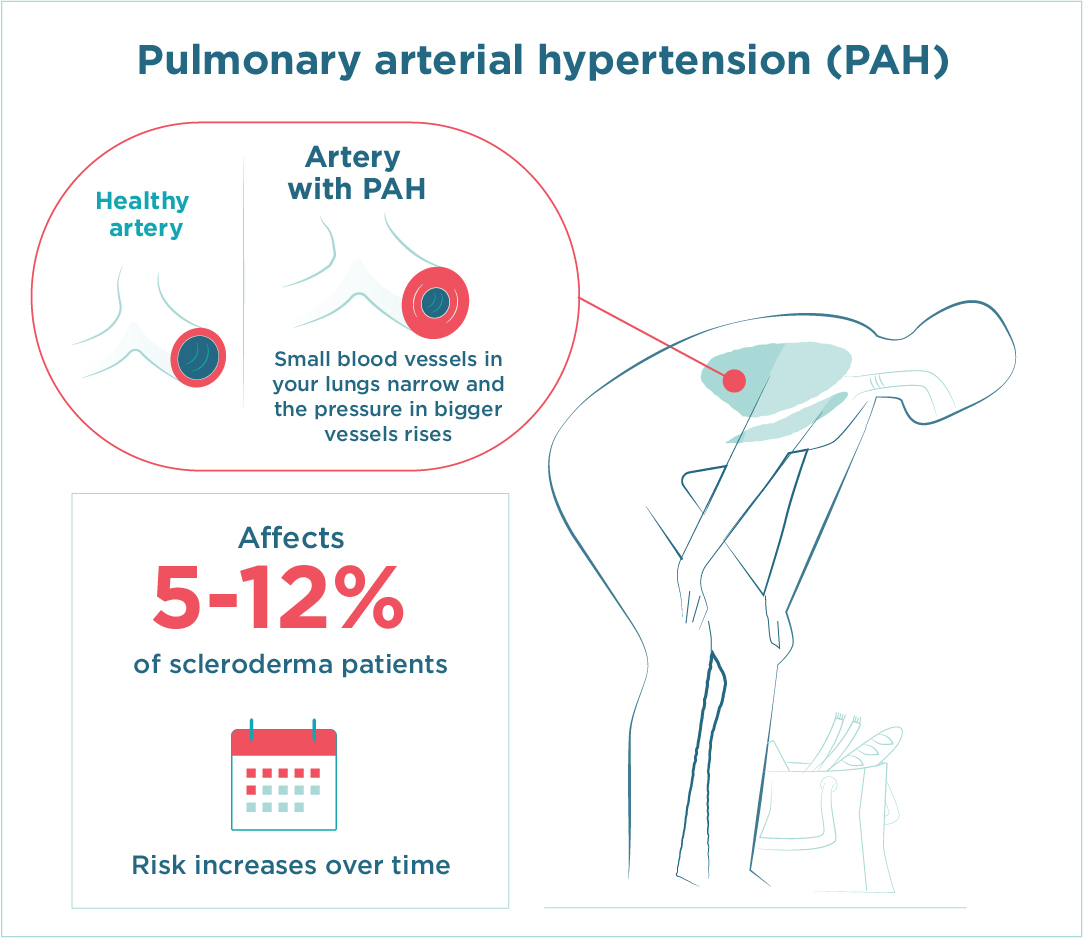 Pulmonary arterial hypertension (PAH)
Healthy
artery
Artery
with PAH
Small blood vessels in
your lungs narrow and
the pressure in bigger
vessels rises
Affects
5-12%
of scleroderma patients
Risk increases over time